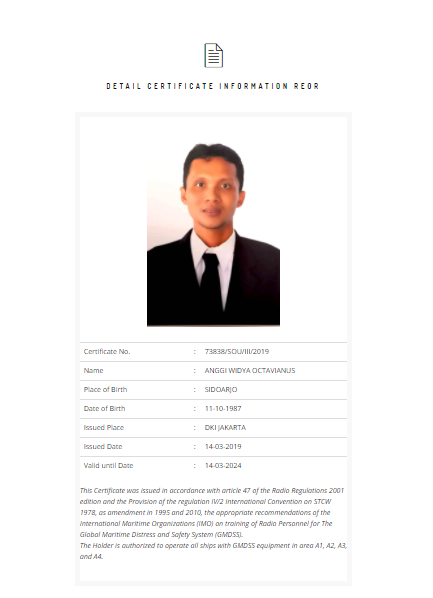 DETAIL CERTIFICATE INFORMATION REOR
Certificate No. : 73838/SOU/III/2019
Name : ANGGI WIDYA OCTAVIANUS
Place of Birth : SIDOARJO
Date of Birth : 11-10-1987
Issued Place : DKI JAKARTA
Issued Date : 14-03-2019
Valid until Date : 14-03-2024
This Certificate was issued in accordance with article 47 of the Radio Regulations 2001
edition and the Provision of the regulation IV/2 International Convention on STCW
1978, as amendment in 1995 and 2010, the appropriate recommendations of the
International Maritime Organizations (IMO) on training of Radio Personnel for The
Global Maritime Distress and Safety System (GMDSS).
The Holder is authorized to operate all ships with GMDSS equipment in area A1, A2, A3,
and A4.